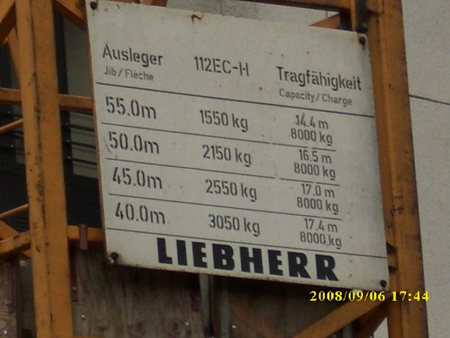 Ausleger 112EC-H Tragfähigkeit
Jib / Flèche Capacity / Charge
55.0m 1550 kg 14.4 m
8000 kg
50.0m 2150 kg 16.5 m
8000 kg
45.0m 2550 kg 17.0 m
8000 kg
40.0m 3050 kg 17.4 m
8000 kg
LIEBHERR
2008/09/06 17:44